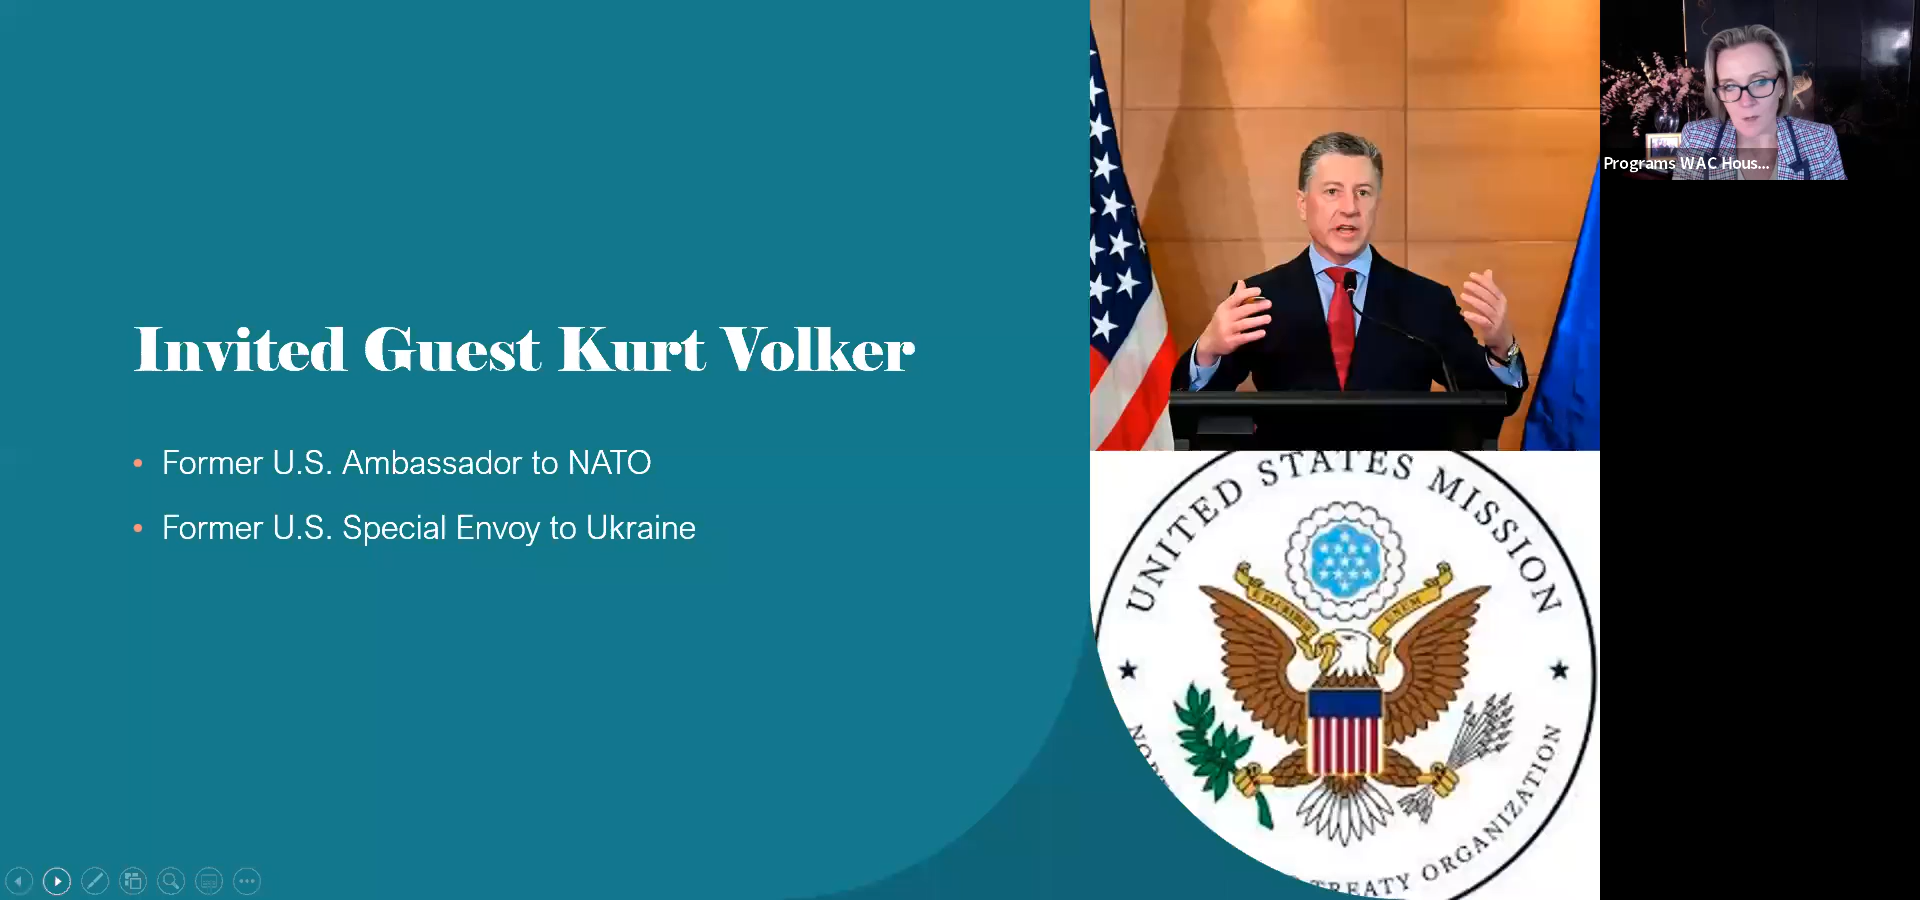 Invited Guest Kurt Volker
• Former U.S. Ambassador to NATO
• Former U.S. Special Envoy to Ukraine
UNITED STATES MISSION
TREATY ORGANIZATION
Programs WAC Hous...